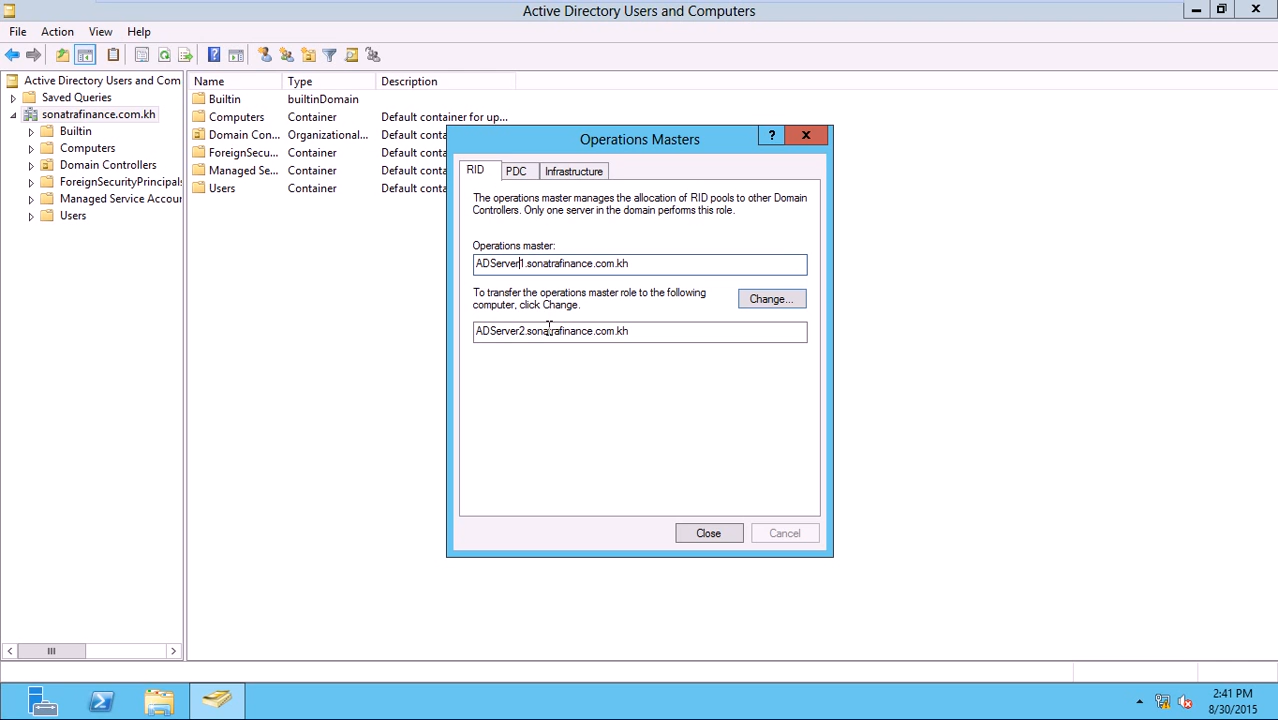 Active Directory Users and Computers
File Action View Help
Active Directory Users and Com
Saved Queries
sonatrafinance.com.kh
Builtin
Computers
Domain Controllers
ForeignSecurityPrincipals
Managed Service Accour
Users
Name Type Description
Builtin builtinDomain
Computers Container Default container for up...
Domain Con... Organizational... Default conta
ForeignSecu Container Default conta
Managed Se... Container Default conta
Users Container Default conta
Operations Masters
?
RID PDC Infrastructure
The operations master manages the allocation of RID pools to other Domain
Controllers. Only one server in the domain performs this role.
Operations master:
ADServer1.sonatrafinance.com.kh
To transfer the operations master role to the following
computer, click Change.
Change...
ADServer2.sonatrafinance.com.kh
Close Cancel
2:41 PM
8/30/2015